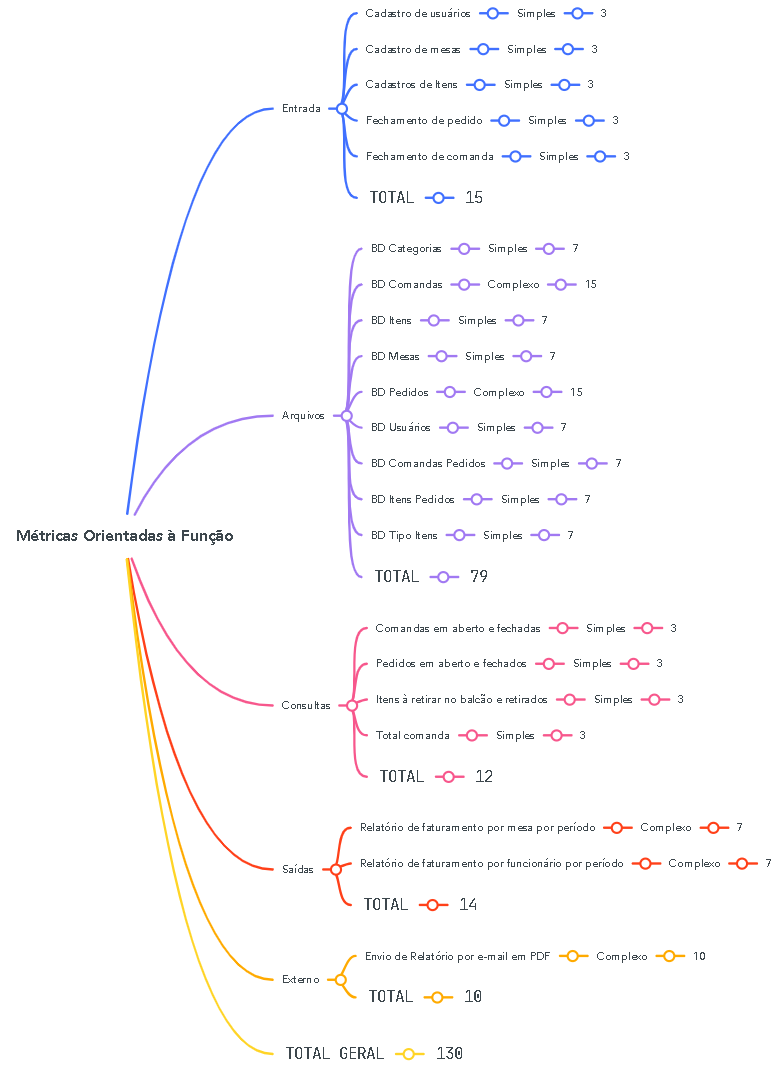 Métricas Orientadas à Função
Entrada
Cadastro de usuários Simples 3
Cadastro de mesas Simples 3
Cadastros de Itens Simples 3
Fechamento de pedido Simples 3
Fechamento de comanda Simples 3
TOTAL 15
Arquivos
BD Categorias Simples 7
BD Comandas Complexo 15
BD Itens Simples 7
BD Mesas Simples 7
BD Pedidos Complexo 15
BD Usuários Simples 7
BD Comandas Pedidos Simples 7
BD Itens Pedidos Simples 7
BD Tipo Itens Simples 7
TOTAL 79
Consultas
Comandas em aberto e fechadas Simples 3
Pedidos em aberto e fechados Simples 3
Itens à retirar no balcão e retirados Simples 3
Total comanda Simples 3
TOTAL 12
Saídas
Relatório de faturamento por mesa por período Complexo 7
Relatório de faturamento por funcionário por período Complexo 7
TOTAL 14
Externo
Envio de Relatório por e-mail em PDF Complexo 10
TOTAL 10
TOTAL GERAL 130